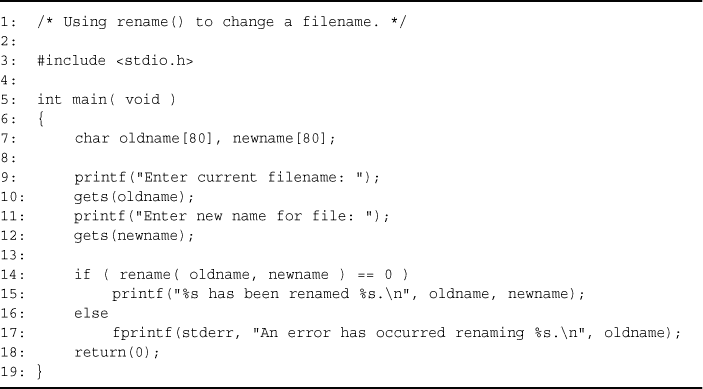 1:  /* Using rename() to change a filename. */
2:
3:  #include <stdio.h>
4:
5:  int main( void )
6:  {
7:      char oldname[80], newname[80];
8:
9:      printf("Enter current filename: ");
10:     gets(oldname);
11:     printf("Enter new name for file: ");
12:     gets(newname);
13:
14:     if ( rename( oldname, newname ) == 0 )
15:         printf("%s has been renamed %s.\n", oldname, newname);
16:     else
17:         fprintf(stderr, "An error has occurred renaming %s.\n", oldname);
18:     return(0);
19: }